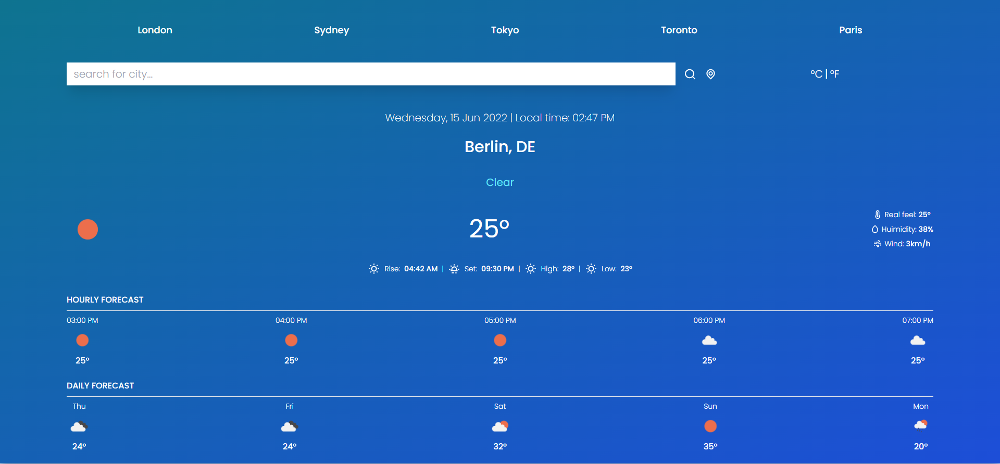 London Sydney Tokyo Toronto Paris
search for city... °C | °F
Wednesday, 15 Jun 2022 | Local time: 02:47 PM
Berlin, DE
Clear
25°
Real feel: 25°
Huimidity: 38%
Wind: 3km/h
Rise: 04:42 AM | Set: 09:30 PM | High: 28° | Low: 23°
HOURLY FORECAST
03:00 PM 04:00 PM 05:00 PM 06:00 PM 07:00 PM
25° 25° 25° 25° 25°
DAILY FORECAST
Thu Fri Sat Sun Mon
24° 24° 32° 35° 20°